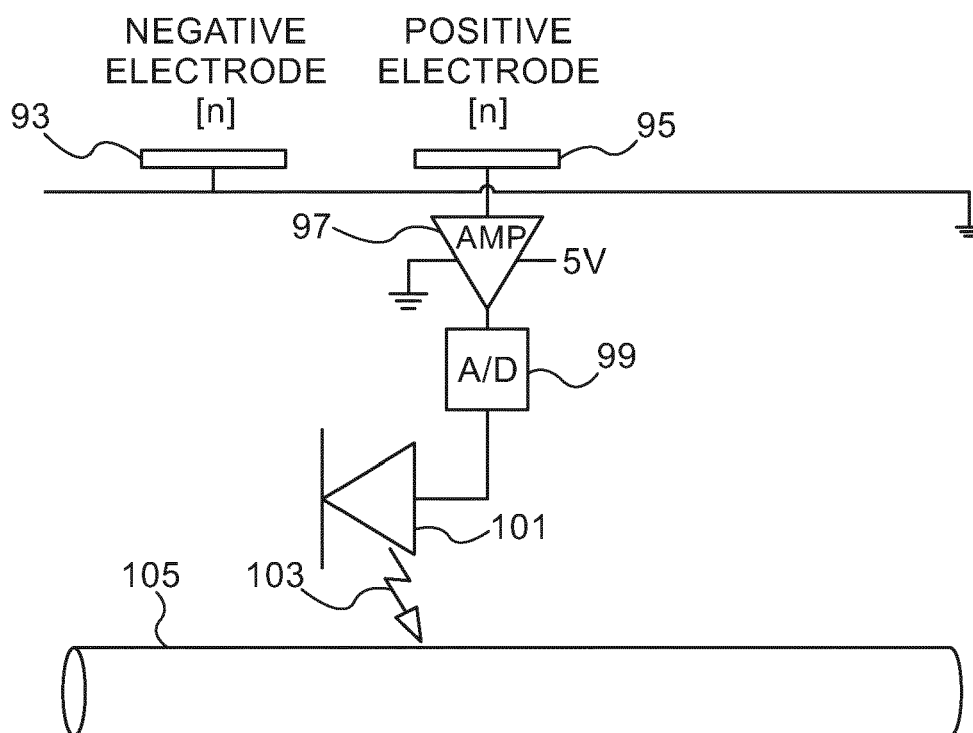 NEGATIVE
ELECTRODE
[n]
POSITIVE
ELECTRODE
[n]
93
95
97
AMP
5V
A/D
99
101
103
105